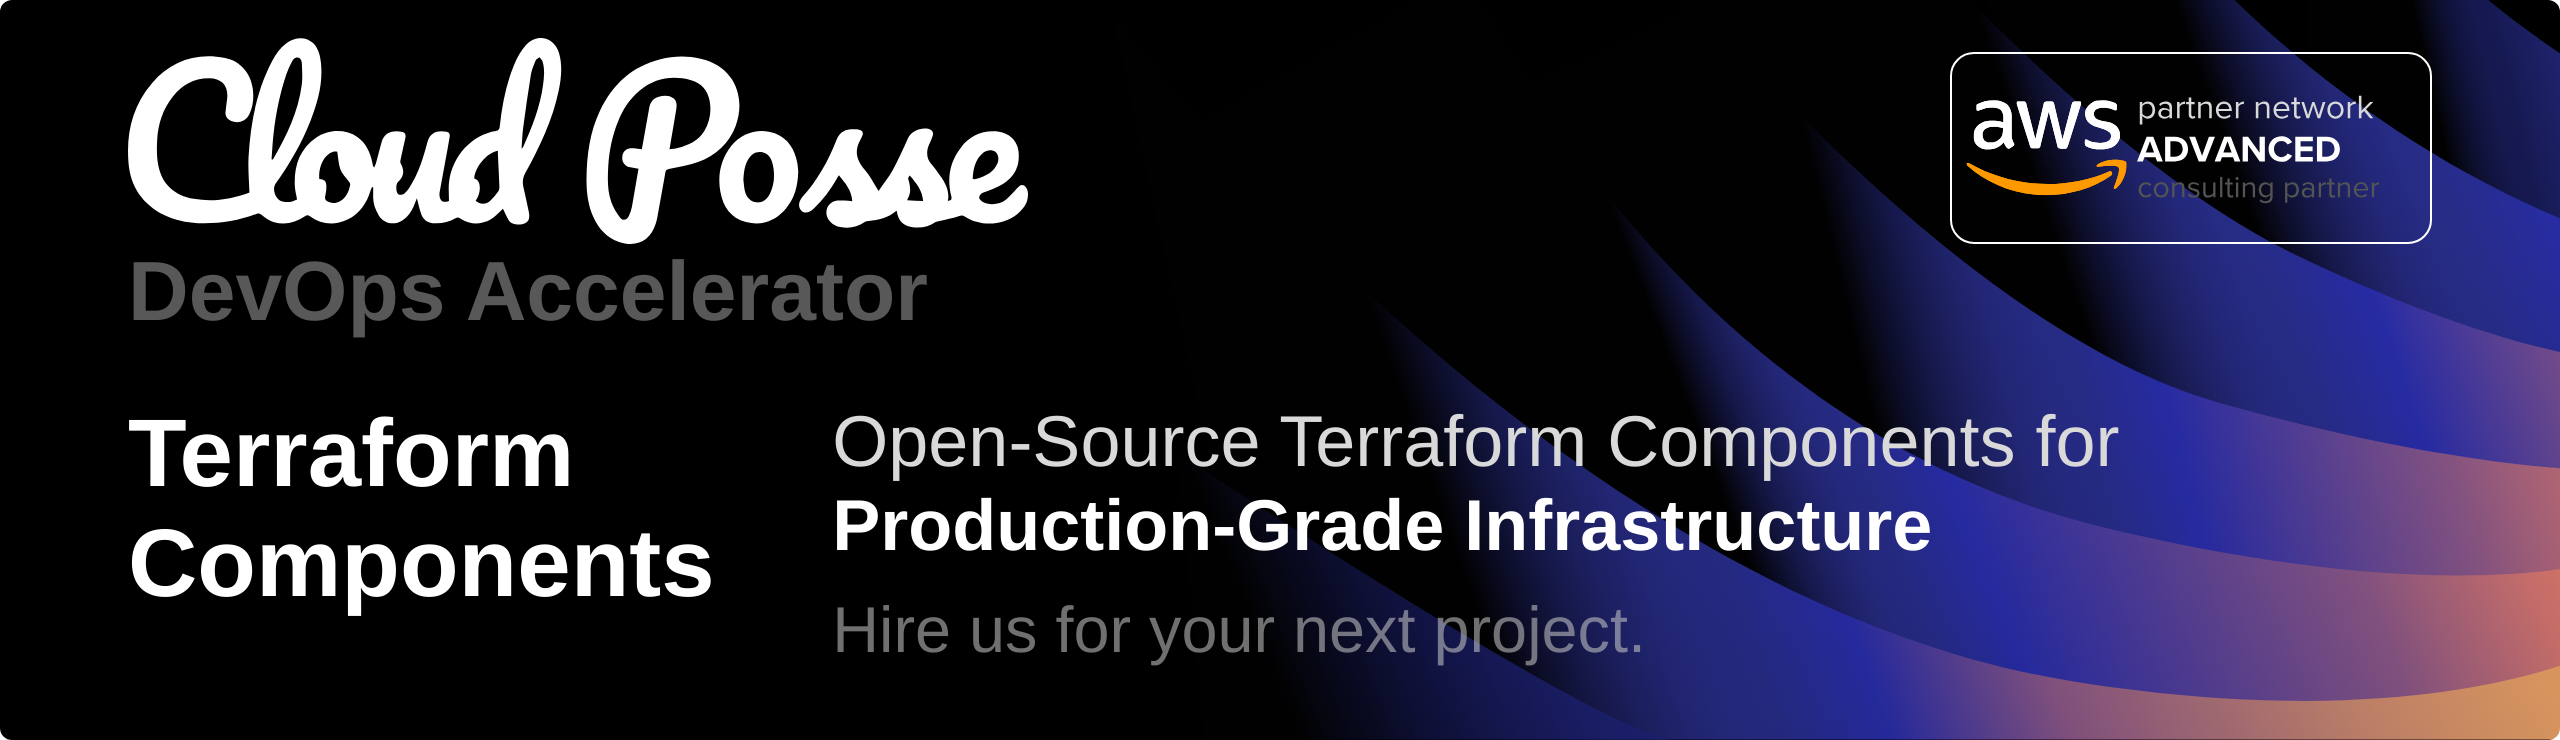 Cloud Posse
DevOps Accelerator
aws
partner network
ADVANCED
consulting partner
Terraform
Components
Open-Source Terraform Components for
Production-Grade Infrastructure
Hire us for your next project.